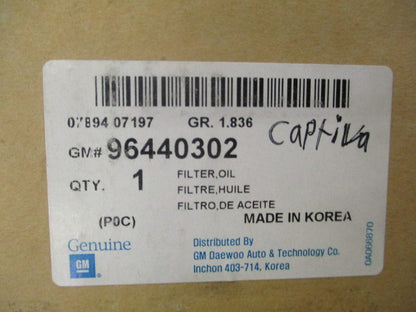 07894 07197 GR. 1.836
Captiva
GM# 96440302
QTY. 1
FILTER,OIL
FILTRE,HUILE
FILTRO,DE ACEITE
(P0C) MADE IN KOREA
Genuine
GM
Distributed By
GM Daewoo Auto & Technology Co.
Inchon 403-714, Korea
0A066870